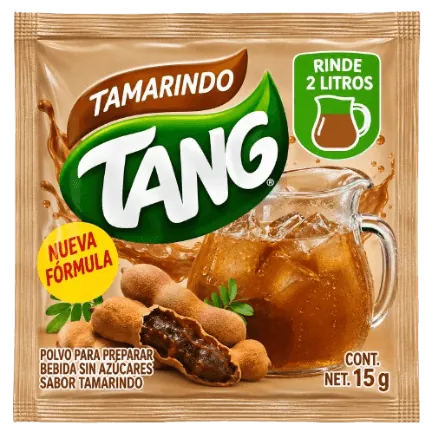 TAMARINDO
TANG®
RINDE
2 LITROS
NUEVA
FÓRMULA
POLVO PARA PREPARAR
BEBIDA SIN AZÚCARES
SABOR TAMARINDO
CONT.
NET. 15 g